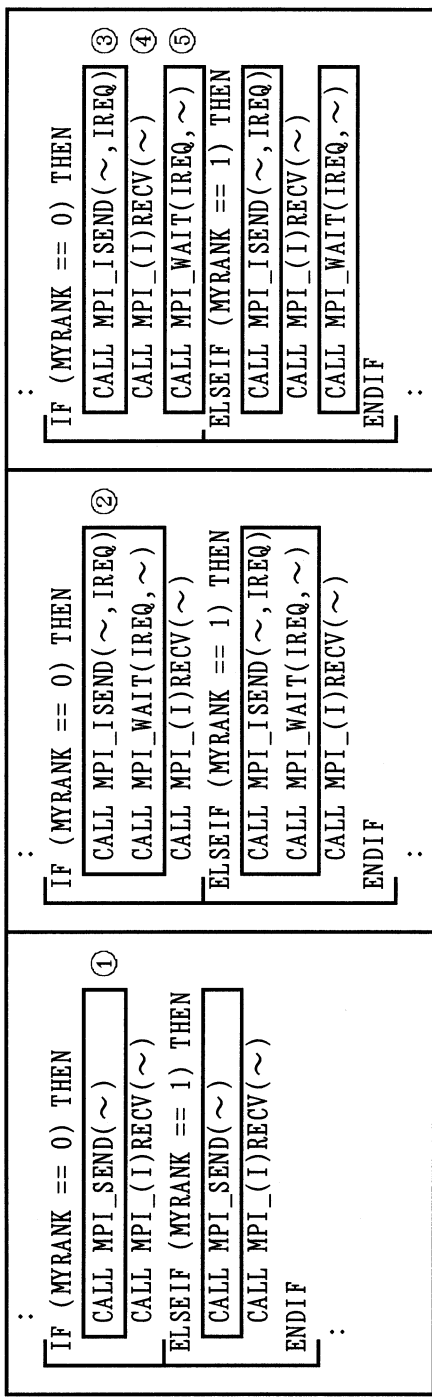 :
IF (MYRANK == 0) THEN
CALL MPI_SEND(~) ①
CALL MPI_(I)RECV(~)
ELSEIF (MYRANK == 1) THEN
CALL MPI_SEND(~)
CALL MPI_(I)RECV(~)
ENDIF
:
:
IF (MYRANK == 0) THEN
CALL MPI_ISEND(~,IREQ) ②
CALL MPI_WAIT(IREQ,~)
CALL MPI_(I)RECV(~)
ELSEIF (MYRANK == 1) THEN
CALL MPI_ISEND(~,IREQ)
CALL MPI_WAIT(IREQ,~)
CALL MPI_(I)RECV(~)
ENDIF
:
:
IF (MYRANK == 0) THEN
CALL MPI_ISEND(~,IREQ) ③
CALL MPI_(I)RECV(~) ④
CALL MPI_WAIT(IREQ,~) ⑤
ELSEIF (MYRANK == 1) THEN
CALL MPI_ISEND(~,IREQ)
CALL MPI_(I)RECV(~)
CALL MPI_WAIT(IREQ,~)
ENDIF
: